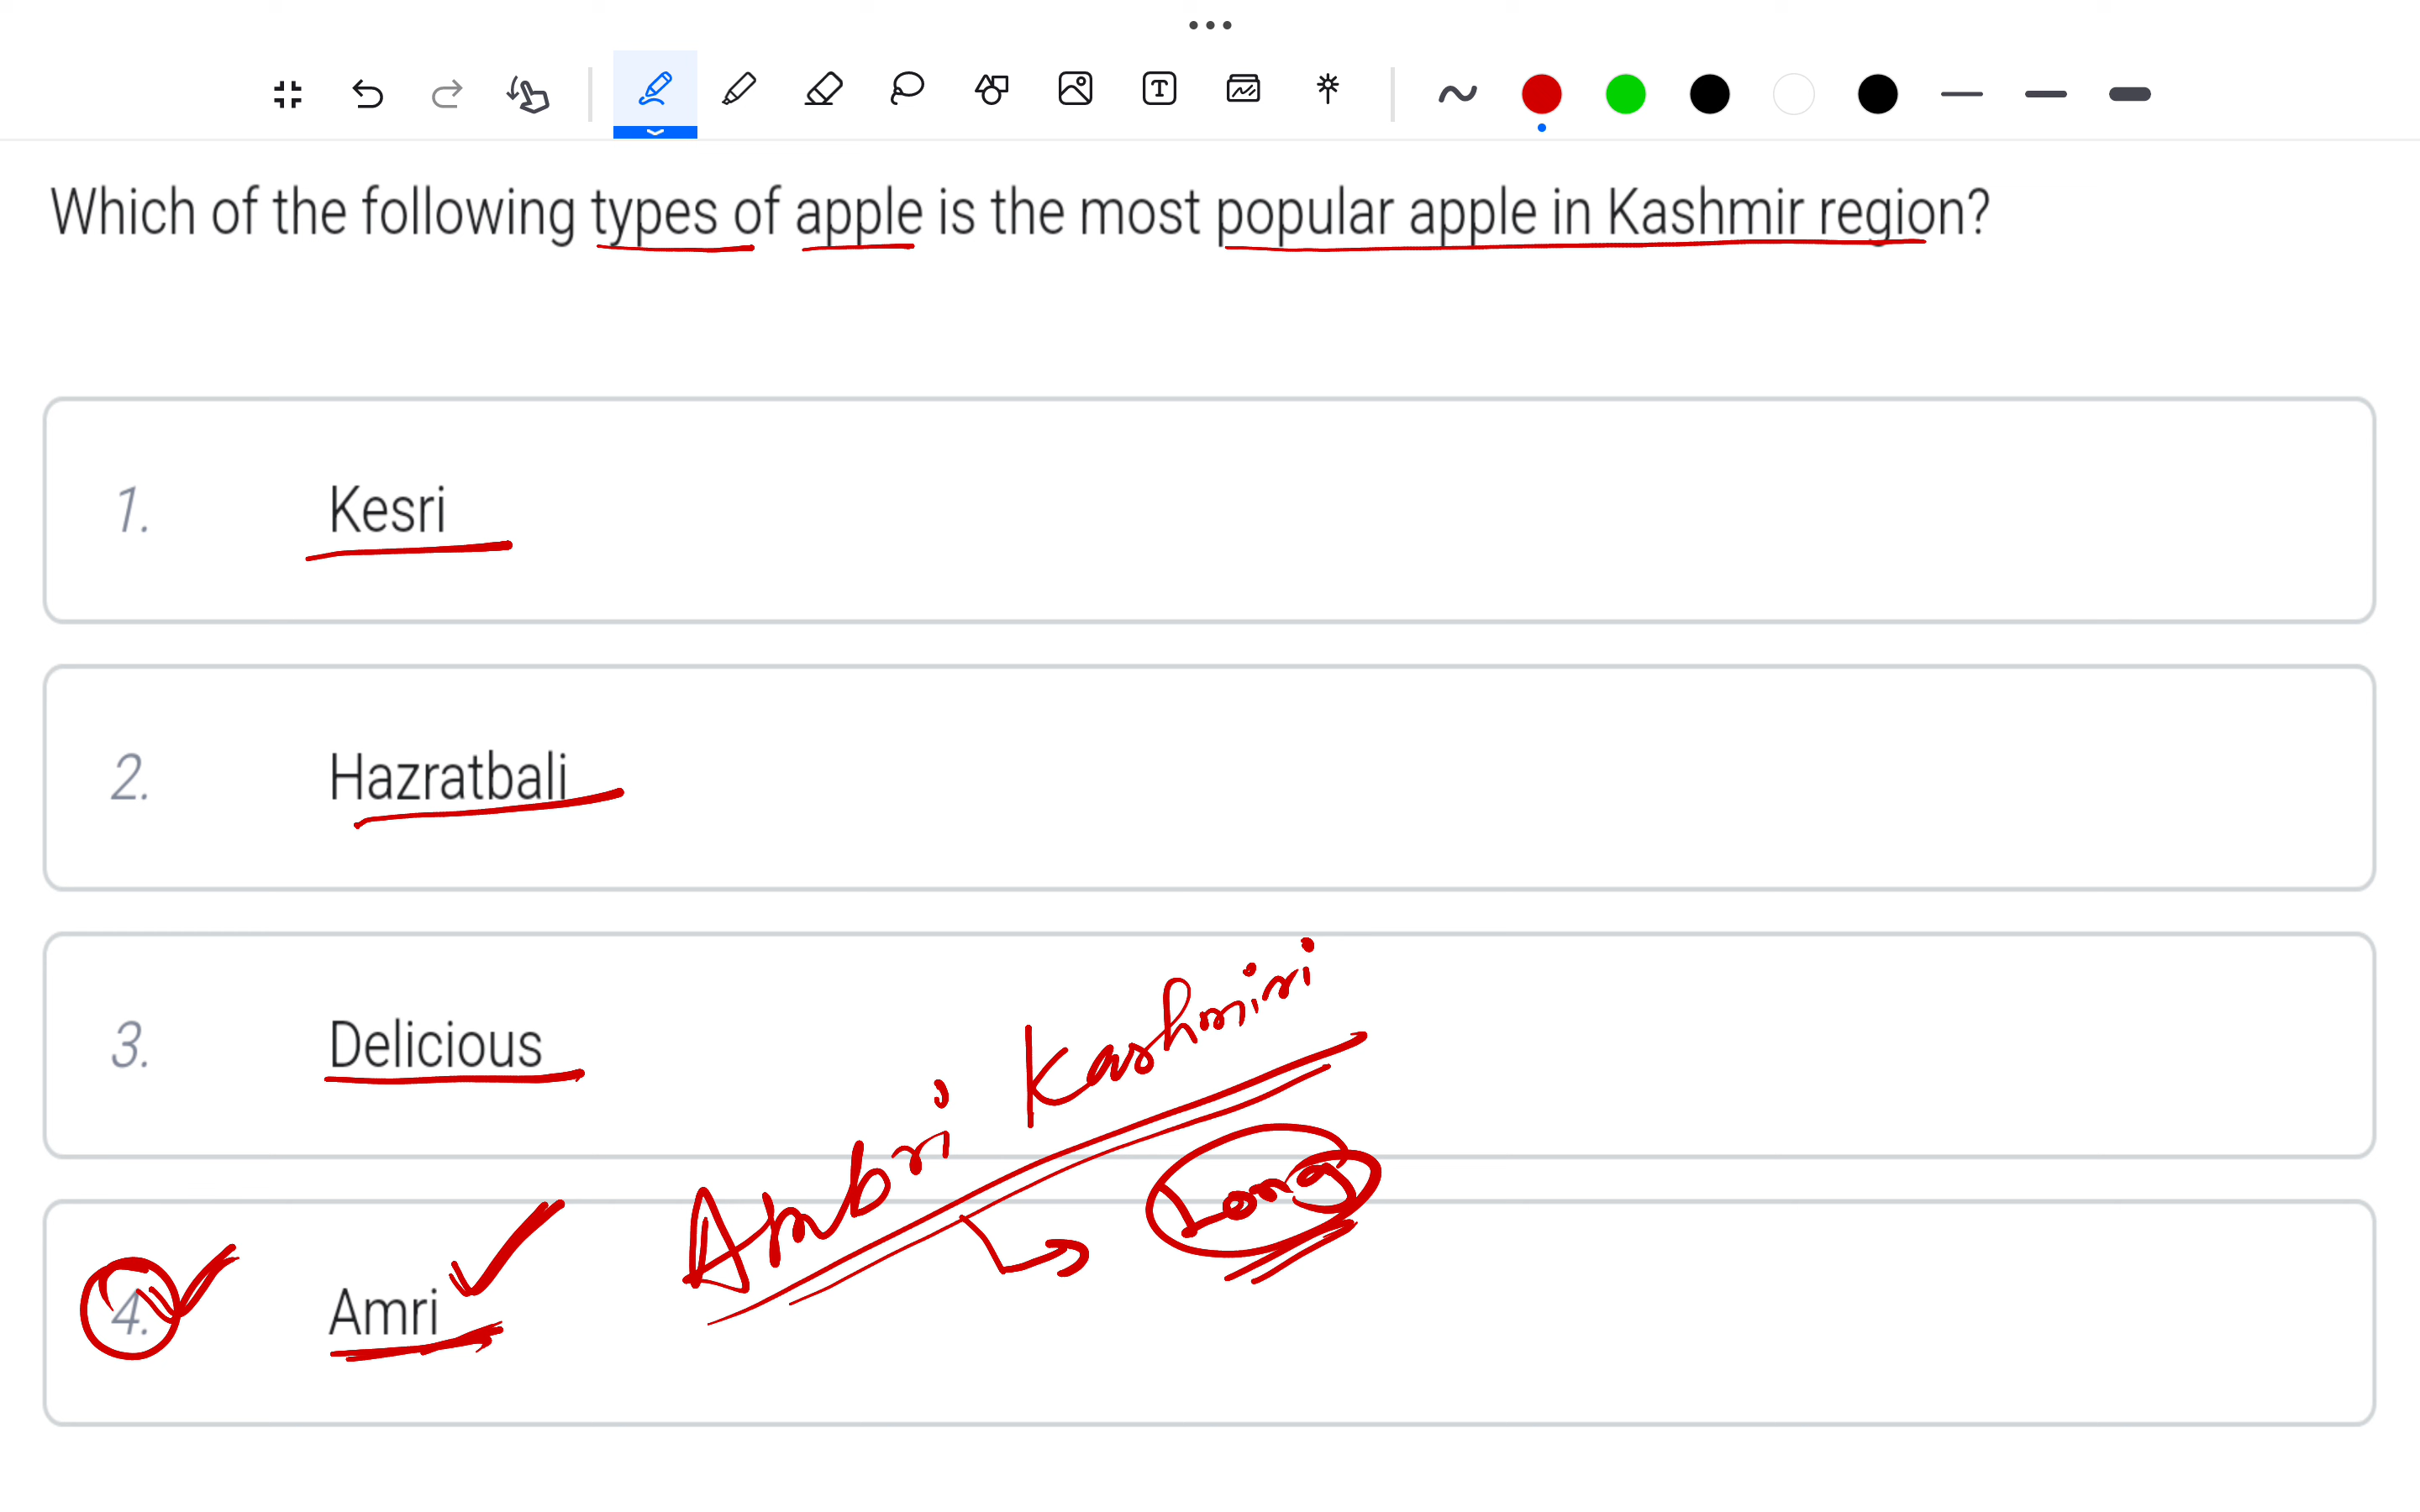 Which of the following types of apple is the most popular apple in Kashmir region?
1. Kesri
2. Hazratbali
3. Delicious
Ambri Kashmiri
4. Amri